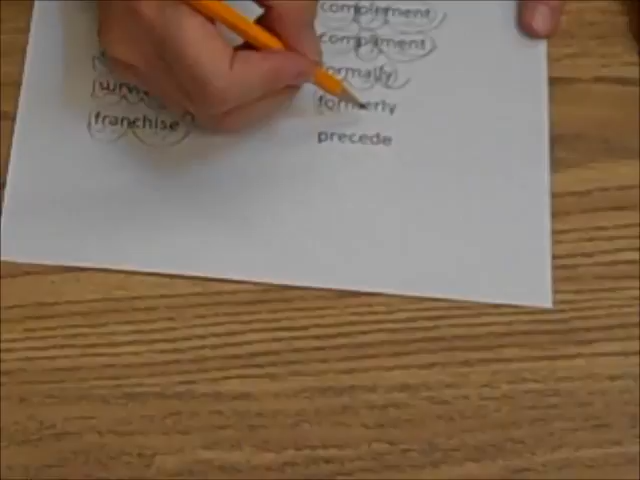 complement
compliment
formally
formerly
franchise
precede